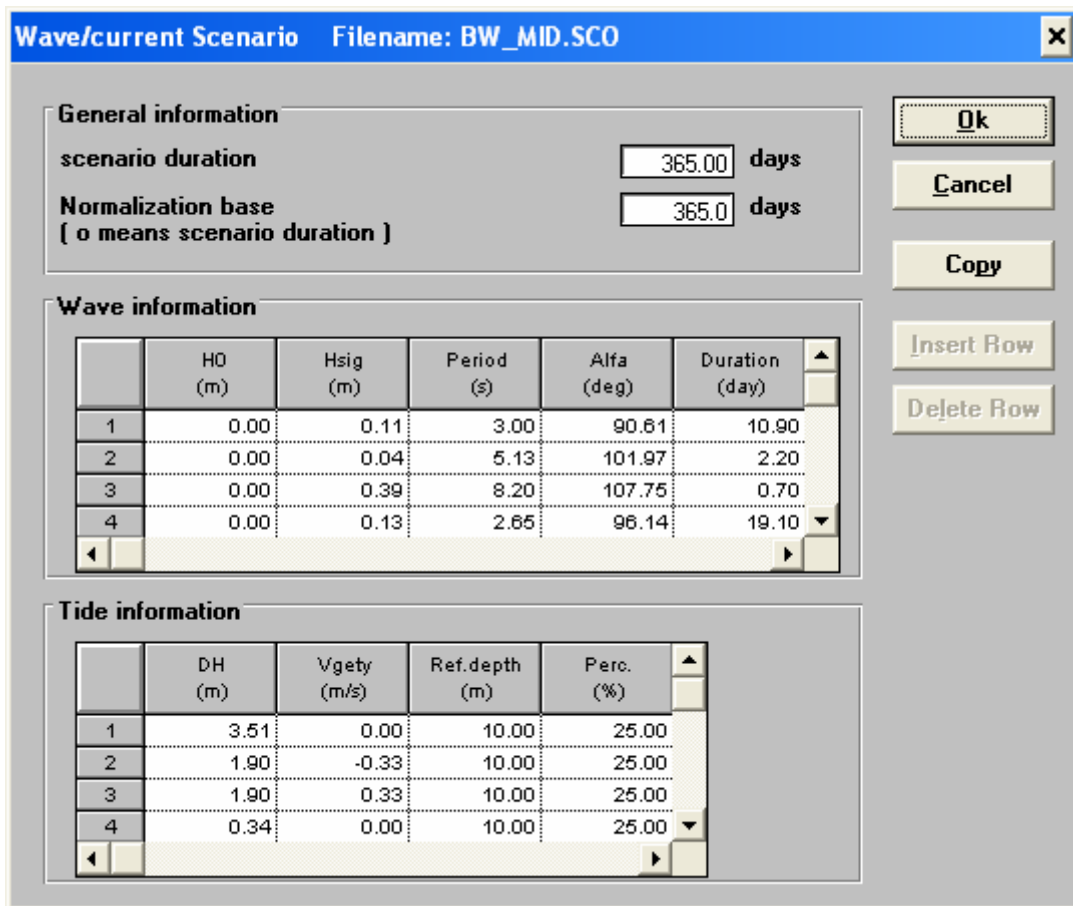 Wave/current Scenario Filename: BW_MID.SCO
General information
scenario duration 365.00 days
Normalization base 365.0 days
( o means scenario duration )
Ok
Cancel
Copy
Insert Row
Delete Row
Wave information
H0 (m) Hsig (m) Period (s) Alfa (deg) Duration (day)
1 0.00 0.11 3.00 90.61 10.90
2 0.00 0.04 5.13 101.97 2.20
3 0.00 0.39 8.20 107.75 0.70
4 0.00 0.13 2.65 96.14 19.10
Tide information
DH (m) Vgety (m/s) Ref.depth (m) Perc. (%)
1 3.51 0.00 10.00 25.00
2 1.90 -0.33 10.00 25.00
3 1.90 0.33 10.00 25.00
4 0.34 0.00 10.00 25.00